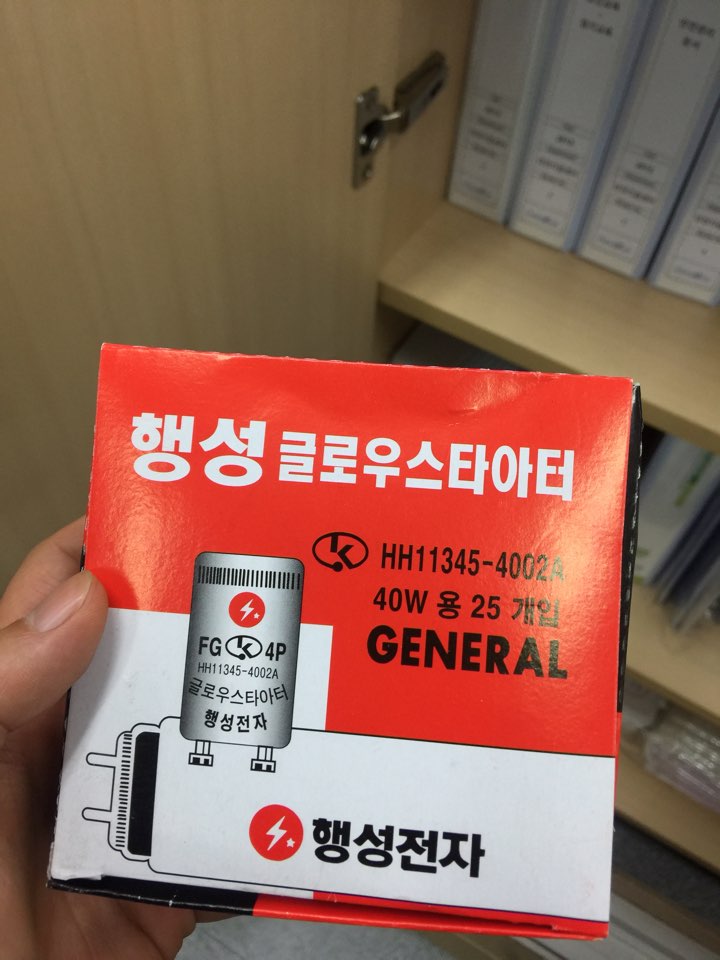 행성 글로우스타아터
HH11345-4002A
40W 용 25 개입
GENERAL
FG K 4P
HH11345-4002A
글로우스타아터
행성전자
행성전자